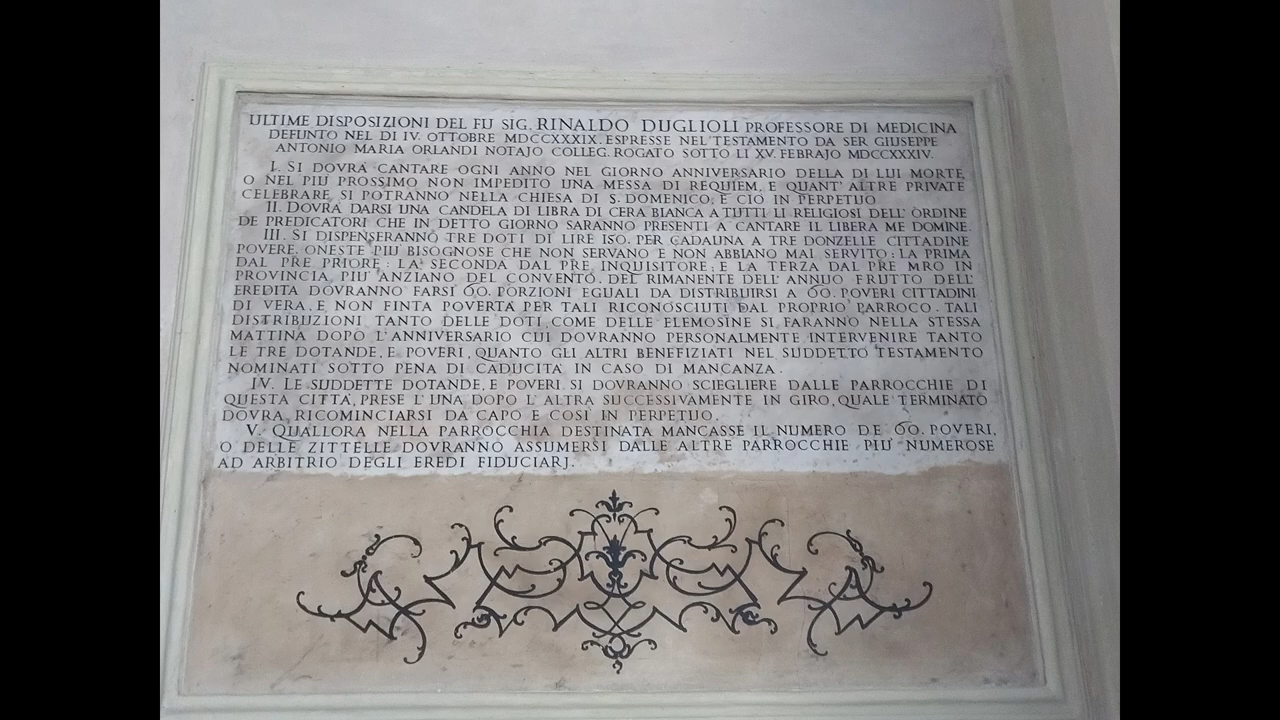 ULTIME DISPOSIZIONI DEL FU SIG. RINALDO DUGLIOLI PROFESSORE DI MEDICINA
DEFUNTO NEL DI IV. OTTOBRE MDCCXXXIX. ESPRESSE NEL TESTAMENTO DA SER GIUSEPPE
ANTONIO MARIA ORLANDI NOTAJO COLLEG. ROGATO SOTTO LI XV. FEBRAJO MDCCXXXIV.
I. SI DOVRA CANTARE OGNI ANNO NEL GIORNO ANNIVERSARIO DELLA DI LUI MORTE,
O NEL PIU PROSSIMO NON IMPEDITO UNA MESSA DI REQUIEM, E QUANT' ALTRE PRIVATE
CELEBRARE SI POTRANNO NELLA CHIESA DI S. DOMENICO, E CIO IN PERPETUO
II. DOVRA DARSI UNA CANDELA DI LIBRA DI CERA BIANCA A TUTTI LI RELIGIOSI DELL' ORDINE
DE PREDICATORI CHE IN DETTO GIORNO SARANNO PRESENTI A CANTARE IL LIBERA ME DOMINE.
III. SI DISPENSERANNO TRE DOTI DI LIRE 150. PER CADAUNA A TRE DONZELLE CITTADINE
POVERE, ONESTE PIU BISOGNOSE CHE NON SERVANO E NON ABBIANO MAI SERVITO: LA PRIMA
DAL PRE PRIORE: LA SECONDA DAL PRE INQUISITORE: E LA TERZA DAL PRE MRO IN
PROVINCIA PIU' ANZIANO DEL CONVENTO. DEL RIMANENTE DELL' ANNUO FRUTTO DELL'
EREDITA DOVRANNO FARSI 60. PORZIONI EGUALI DA DISTRIBUIRSI A 60. POVERI CITTADINI
DI VERA, E NON FINTA POVERTA PER TALI RICONOSCIUTI DAL PROPRIO PARROCO. TALI
DISTRIBUZIONI TANTO DELLE DOTI, COME DELLE ELEMOSINE SI FARANNO NELLA STESSA
MATTINA DOPO L'ANNIVERSARIO CUI DOVRANNO PERSONALMENTE INTERVENIRE TANTO
LE TRE DOTANDE, E POVERI, QUANTO GLI ALTRI BENEFIZIATI NEL SUDDETTO TESTAMENTO
NOMINATI SOTTO PENA DI CADUCITA IN CASO DI MANCANZA.
IV. LE SUDDETTE DOTANDE, E POVERI SI DOVRANNO SCIEGLIERE DALLE PARROCCHIE DI
QUESTA CITTA, PRESE L'UNA DOPO L'ALTRA SUCCESSIVAMENTE IN GIRO, QUALE TERMINATO
DOVRA RICOMINCIARSI DA CAPO E COSI IN PERPETUO.
V. QUALLORA NELLA PARROCCHIA DESTINATA MANCASSE IL NUMERO DE 60. POVERI,
O DELLE ZITTELLE DOVRANNO ASSUMERSI DALLE ALTRE PARROCCHIE PIU' NUMEROSE
AD ARBITRIO DEGLI EREDI FIDUCIARJ.